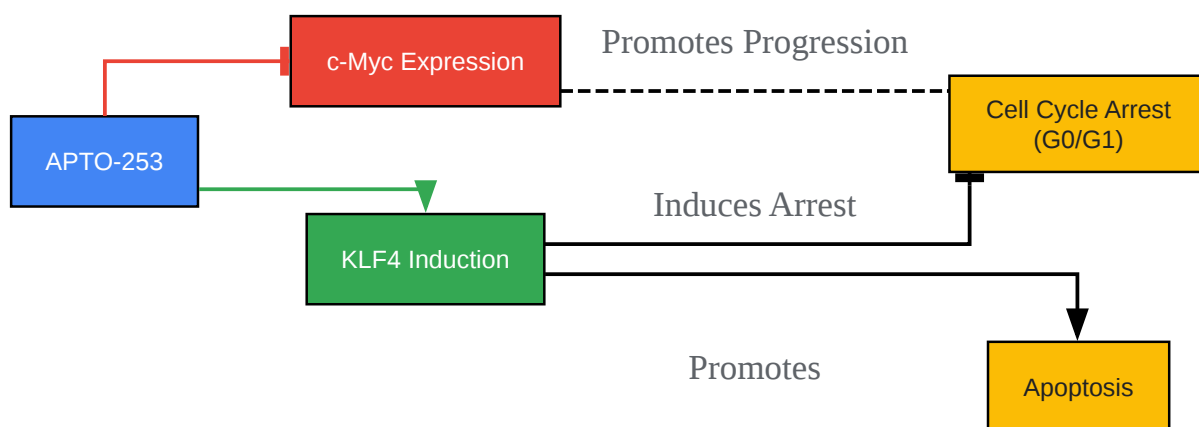 c-Myc Expression
Promotes Progression
Cell Cycle Arrest
(G0/G1)
APTO-253
Induces Arrest
KLF4 Induction
Promotes
Apoptosis